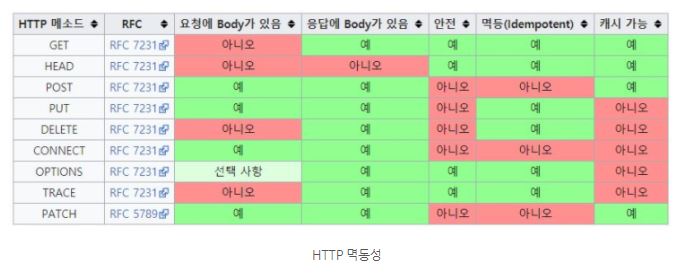 HTTP 메소드 RFC 요청에 Body가 있음 응답에 Body가 있음 안전 멱등(Idempotent) 캐시 가능
GET RFC 7231 아니오 예 예 예 예
HEAD RFC 7231 아니오 아니오 예 예 예
POST RFC 7231 예 예 아니오 아니오 예
PUT RFC 7231 예 예 아니오 예 아니오
DELETE RFC 7231 아니오 예 아니오 예 아니오
CONNECT RFC 7231 예 예 아니오 아니오 아니오
OPTIONS RFC 7231 선택 사항 예 예 예 아니오
TRACE RFC 7231 아니오 예 예 예 아니오
PATCH RFC 5789 예 예 아니오 아니오 예
HTTP 멱등성